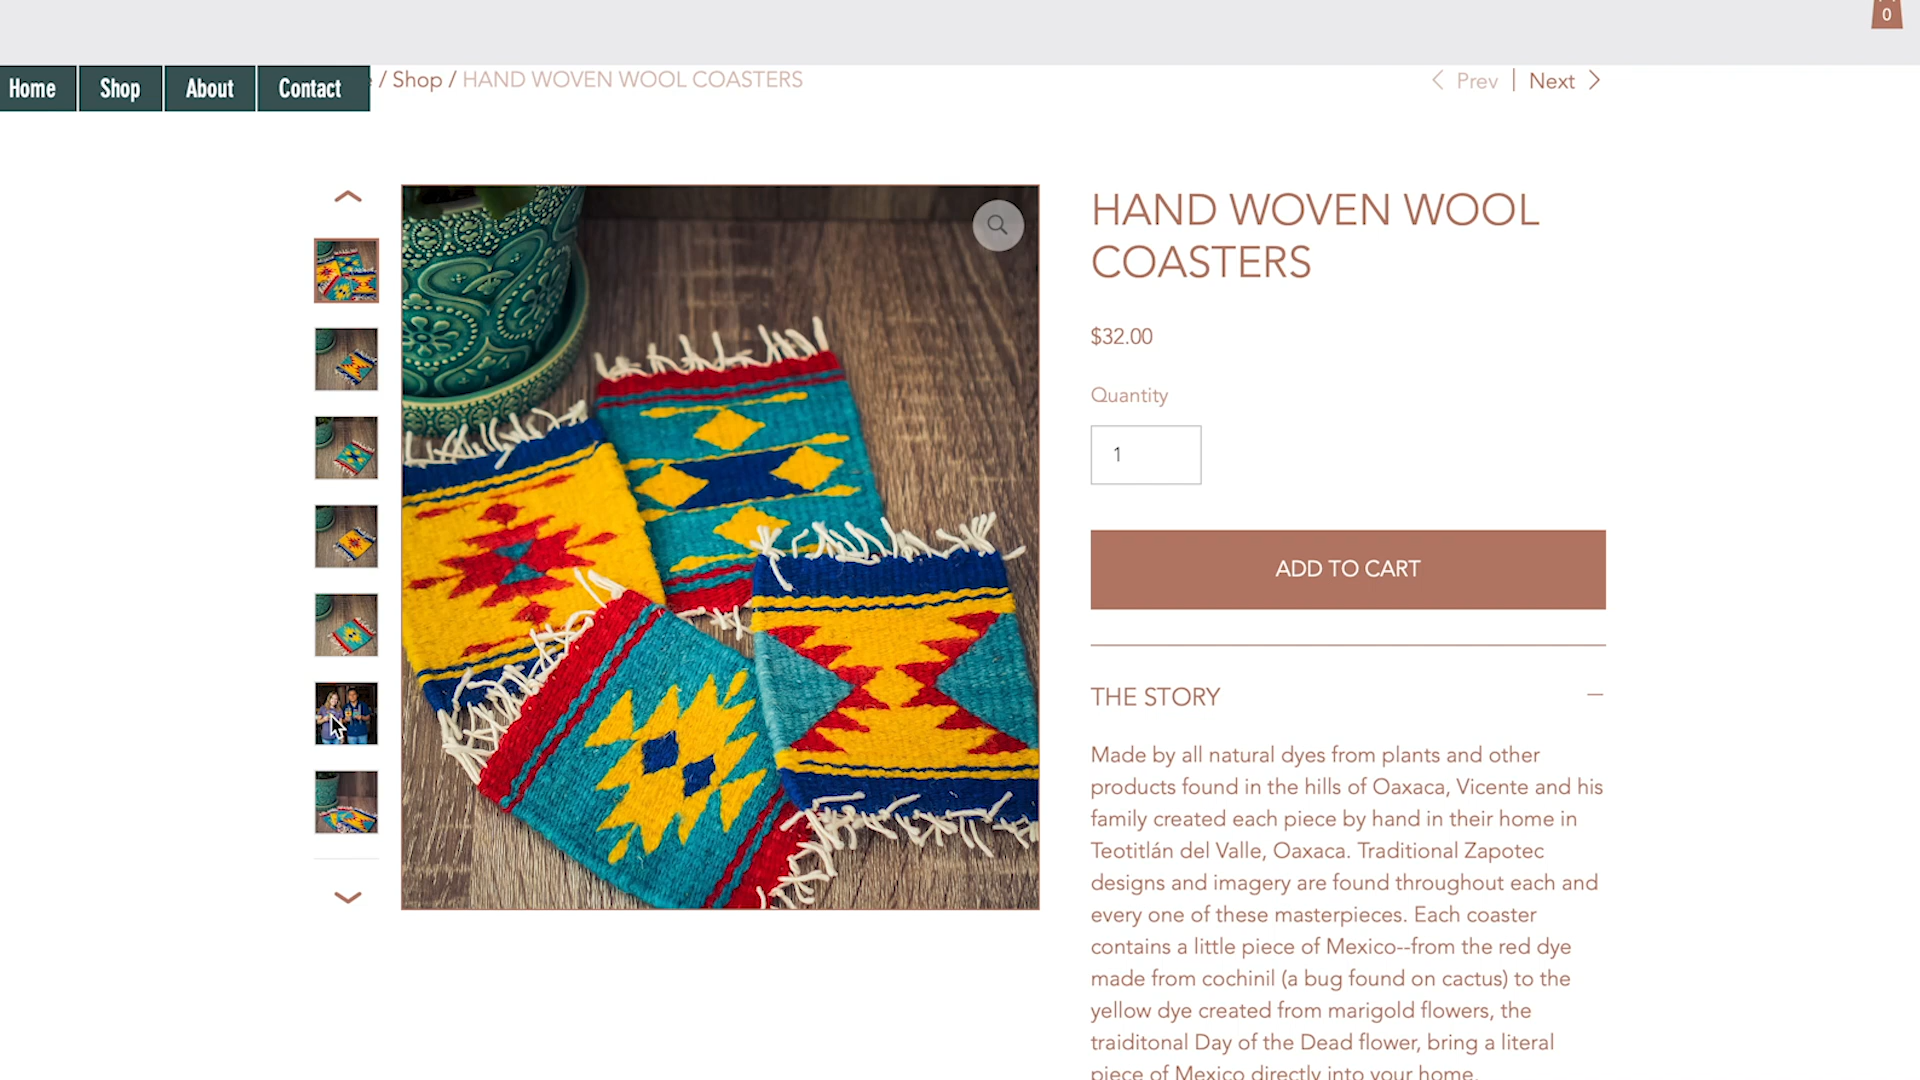 0
Home Shop About Contact / Shop / HAND WOVEN WOOL COASTERS Prev | Next
HAND WOVEN WOOL
COASTERS
$32.00
Quantity
1
ADD TO CART
THE STORY
Made by all natural dyes from plants and other
products found in the hills of Oaxaca, Vicente and his
family created each piece by hand in their home in
Teotitlán del Valle, Oaxaca. Traditional Zapotec
designs and imagery are found throughout each and
every one of these masterpieces. Each coaster
contains a little piece of Mexico--from the red dye
made from cochinil (a bug found on cactus) to the
yellow dye created from marigold flowers, the
traiditonal Day of the Dead flower, bring a literal
piece of Mexico directly into your home.